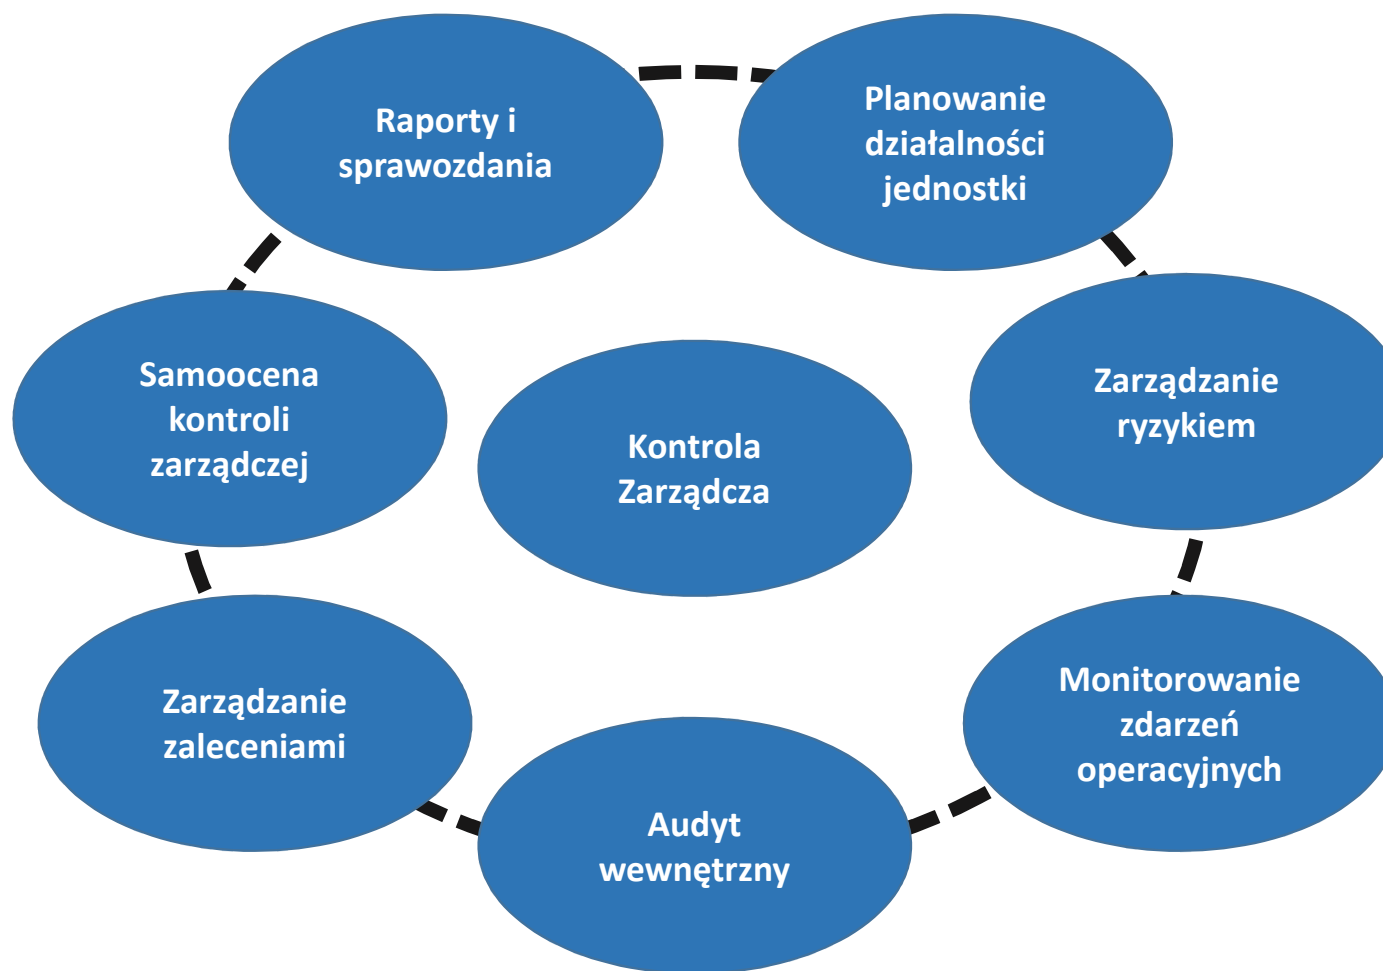 Raporty i
sprawozdania
Planowanie
działalności
jednostki
Samoocena
kontroli
zarządczej
Kontrola
Zarządcza
Zarządzanie
ryzykiem
Zarządzanie
zaleceniami
Audyt
wewnętrzny
Monitorowanie
zdarzeń
operacyjnych